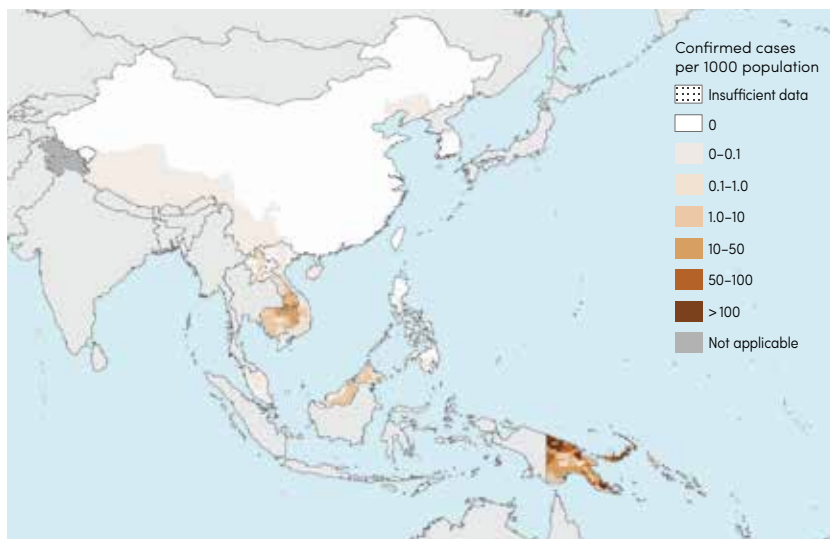 Confirmed cases
per 1000 population
Insufficient data
0
0–0.1
0.1–1.0
1.0–10
10–50
50–100
>100
Not applicable